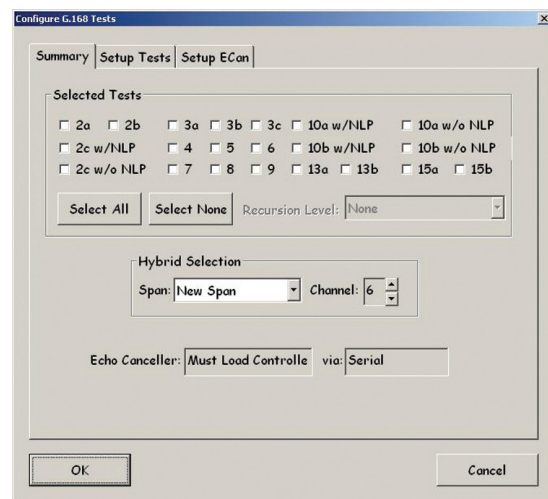 Configure G.168 Tests
Summary Setup Tests Setup ECan
Selected Tests
2a 2b 3a 3b 3c 10a w/NLP 10a w/o NLP
2c w/NLP 4 5 6 10b w/NLP 10b w/o NLP
2c w/o NLP 7 8 9 13a 13b 15a 15b
Select All Select None Recursion Level: None
Hybrid Selection
Span: New Span Channel: 6
Echo Canceller: Must Load Controlle via: Serial
OK Cancel